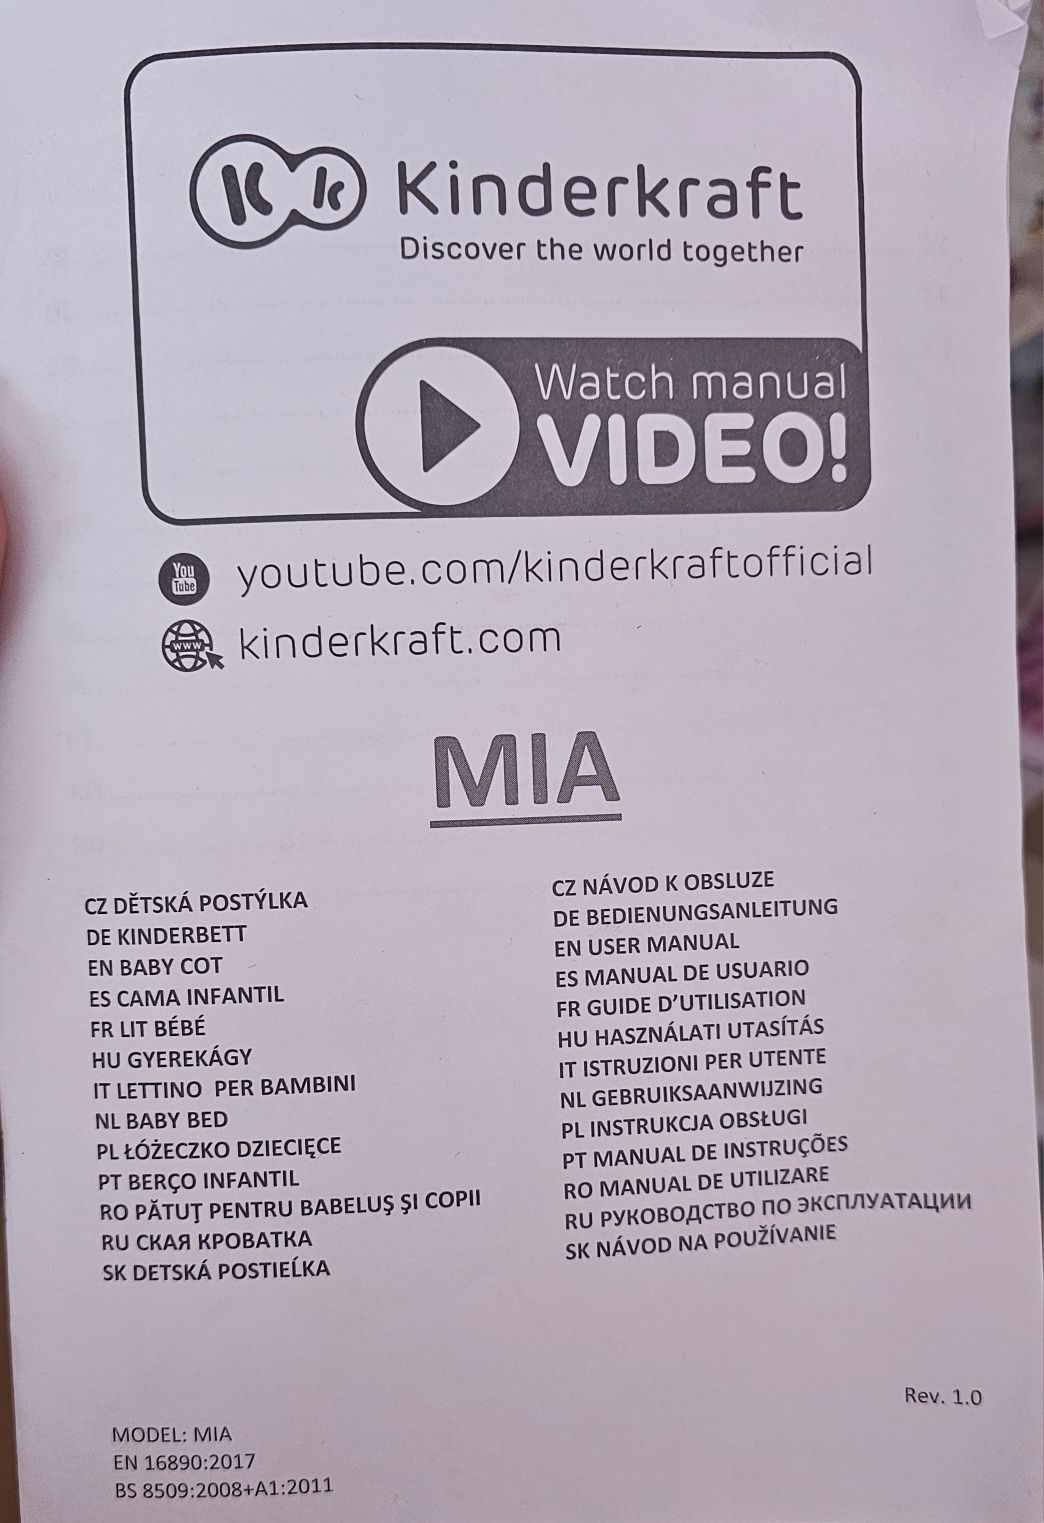 Kk Kinderkraft
Discover the world together
Watch manual
VIDEO!
You
Tube
youtube.com/kinderkraftofficial
www
kinderkraft.com
MIA
CZ DĚTSKÁ POSTÝLKA
DE KINDERBETT
EN BABY COT
ES CAMA INFANTIL
FR LIT BÉBÉ
HU GYEREKÁGY
IT LETTINO  PER BAMBINI
NL BABY BED
PL ŁÓŻECZKO DZIECIĘCE
PT BERÇO INFANTIL
RO PĂTUŢ PENTRU BABELUŞ ŞI COPII
RU СКАЯ КРОВАТКА
SK DETSKÁ POSTIEĹKA
CZ NÁVOD K OBSLUZE
DE BEDIENUNGSANLEITUNG
EN USER MANUAL
ES MANUAL DE USUARIO
FR GUIDE D’UTILISATION
HU HASZNÁLATI UTASÍTÁS
IT ISTRUZIONI PER UTENTE
NL GEBRUIKSAANWIJZING
PL INSTRUKCJA OBSŁUGI
PT MANUAL DE INSTRUÇÕES
RO MANUAL DE UTILIZARE
RU РУКОВОДСТВО ПО ЭКСПЛУАТАЦИИ
SK NÁVOD NA POUŽÍVANIE
Rev. 1.0
MODEL: MIA
EN 16890:2017
BS 8509:2008+A1:2011